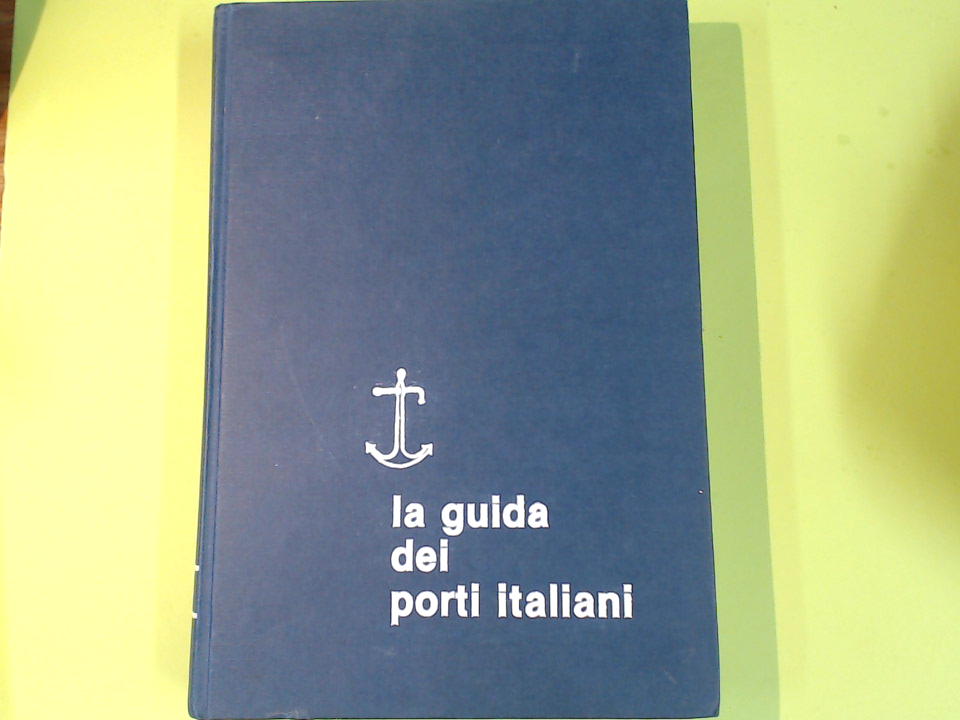 la guida
dei
porti italiani